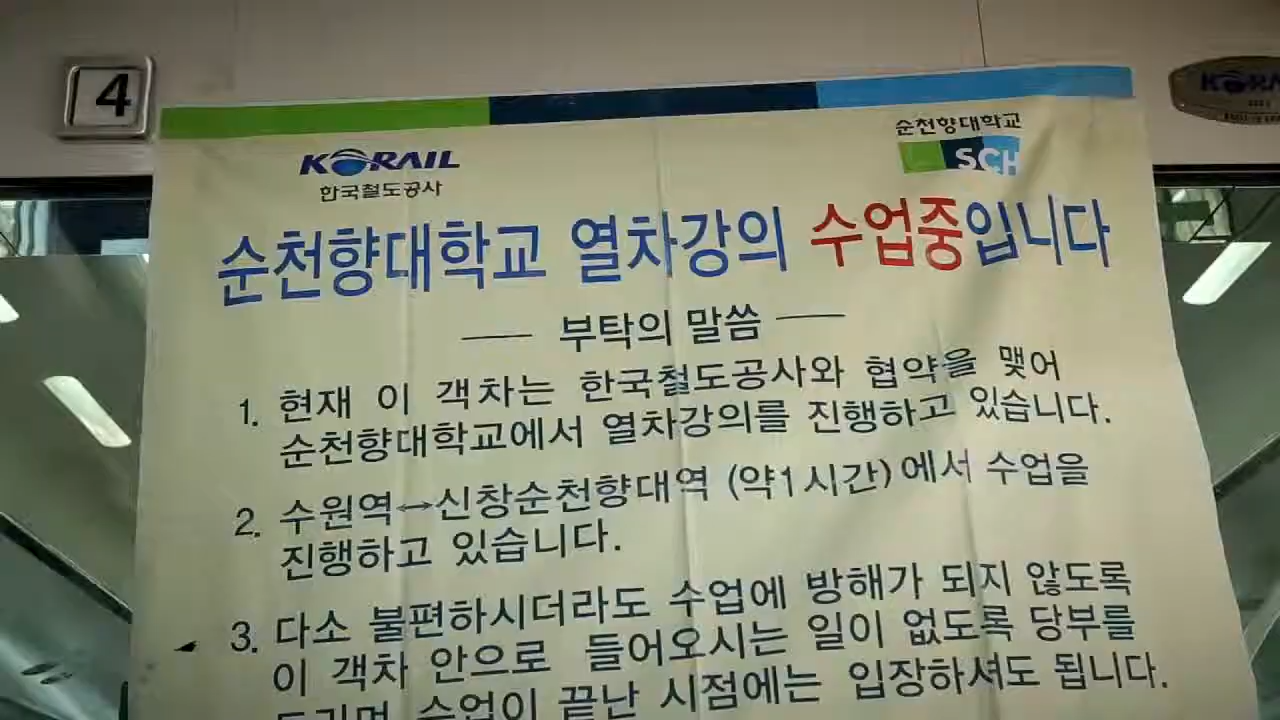 4
KORAIL
한국철도공사
순천향대학교
SCH
KORAIL
순천향대학교 열차강의 수업중입니다
부탁의 말씀
1. 현재 이 객차는 한국철도공사와 협약을 맺어
순천향대학교에서 열차강의를 진행하고 있습니다.
2. 수원역↔신창순천향대역 (약1시간)에서 수업을
진행하고 있습니다.
3. 다소 불편하시더라도 수업에 방해가 되지 않도록
이 객차 안으로 들어오시는 일이 없도록 당부를
드리며 수업이 끝난 시점에는 입장하셔도 됩니다.